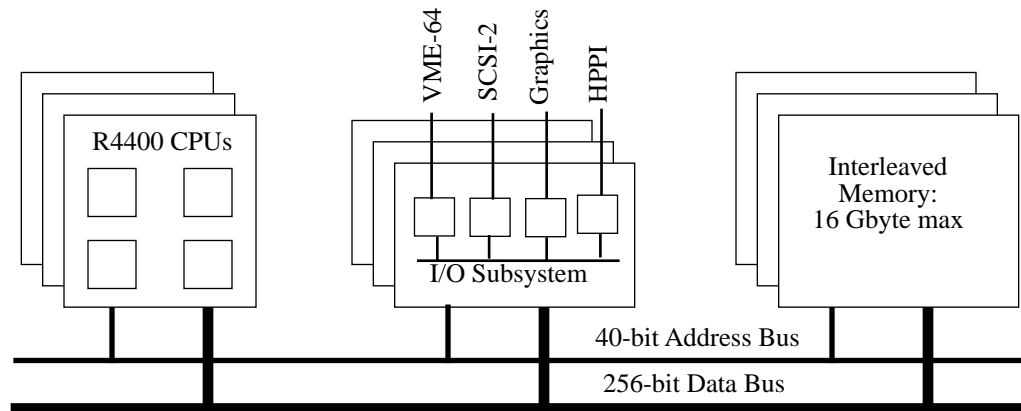 VME-64
SCSI-2
Graphics
HPPI
R4400 CPUs
I/O Subsystem
Interleaved
Memory:
16 Gbyte max
40-bit Address Bus
256-bit Data Bus